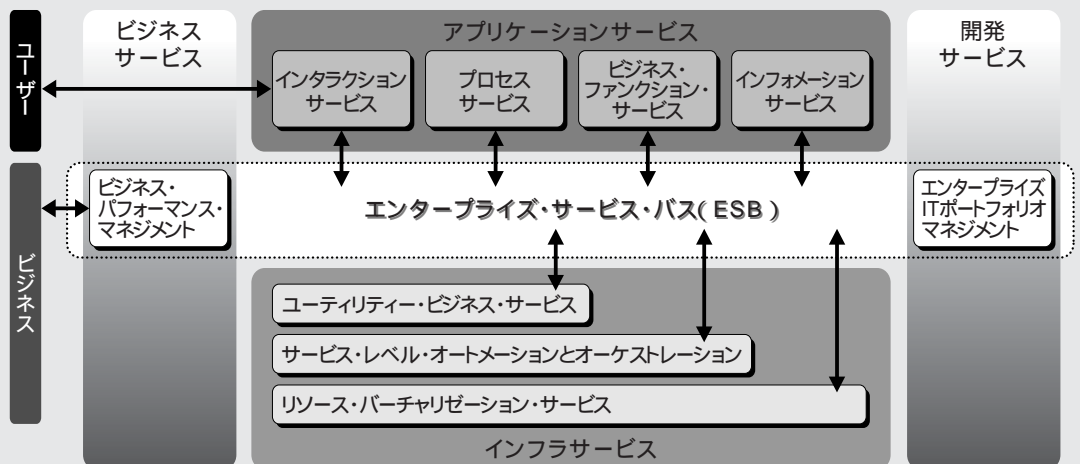 ユーザー
ビジネス
サービス
アプリケーションサービス
開発
サービス
インタラクション
サービス
プロセス
サービス
ビジネス・
ファンクション・
サービス
インフォメーション
サービス
ビジネス
ビジネス・
パフォーマンス・
マネジメント
エンタープライズ・サービス・バス(ESB)
エンタープライズ
ITポートフォリオ
マネジメント
ユーティリティー・ビジネス・サービス
サービス・レベル・オートメーションとオーケストレーション
リソース・バーチャリゼーション・サービス
インフラサービス